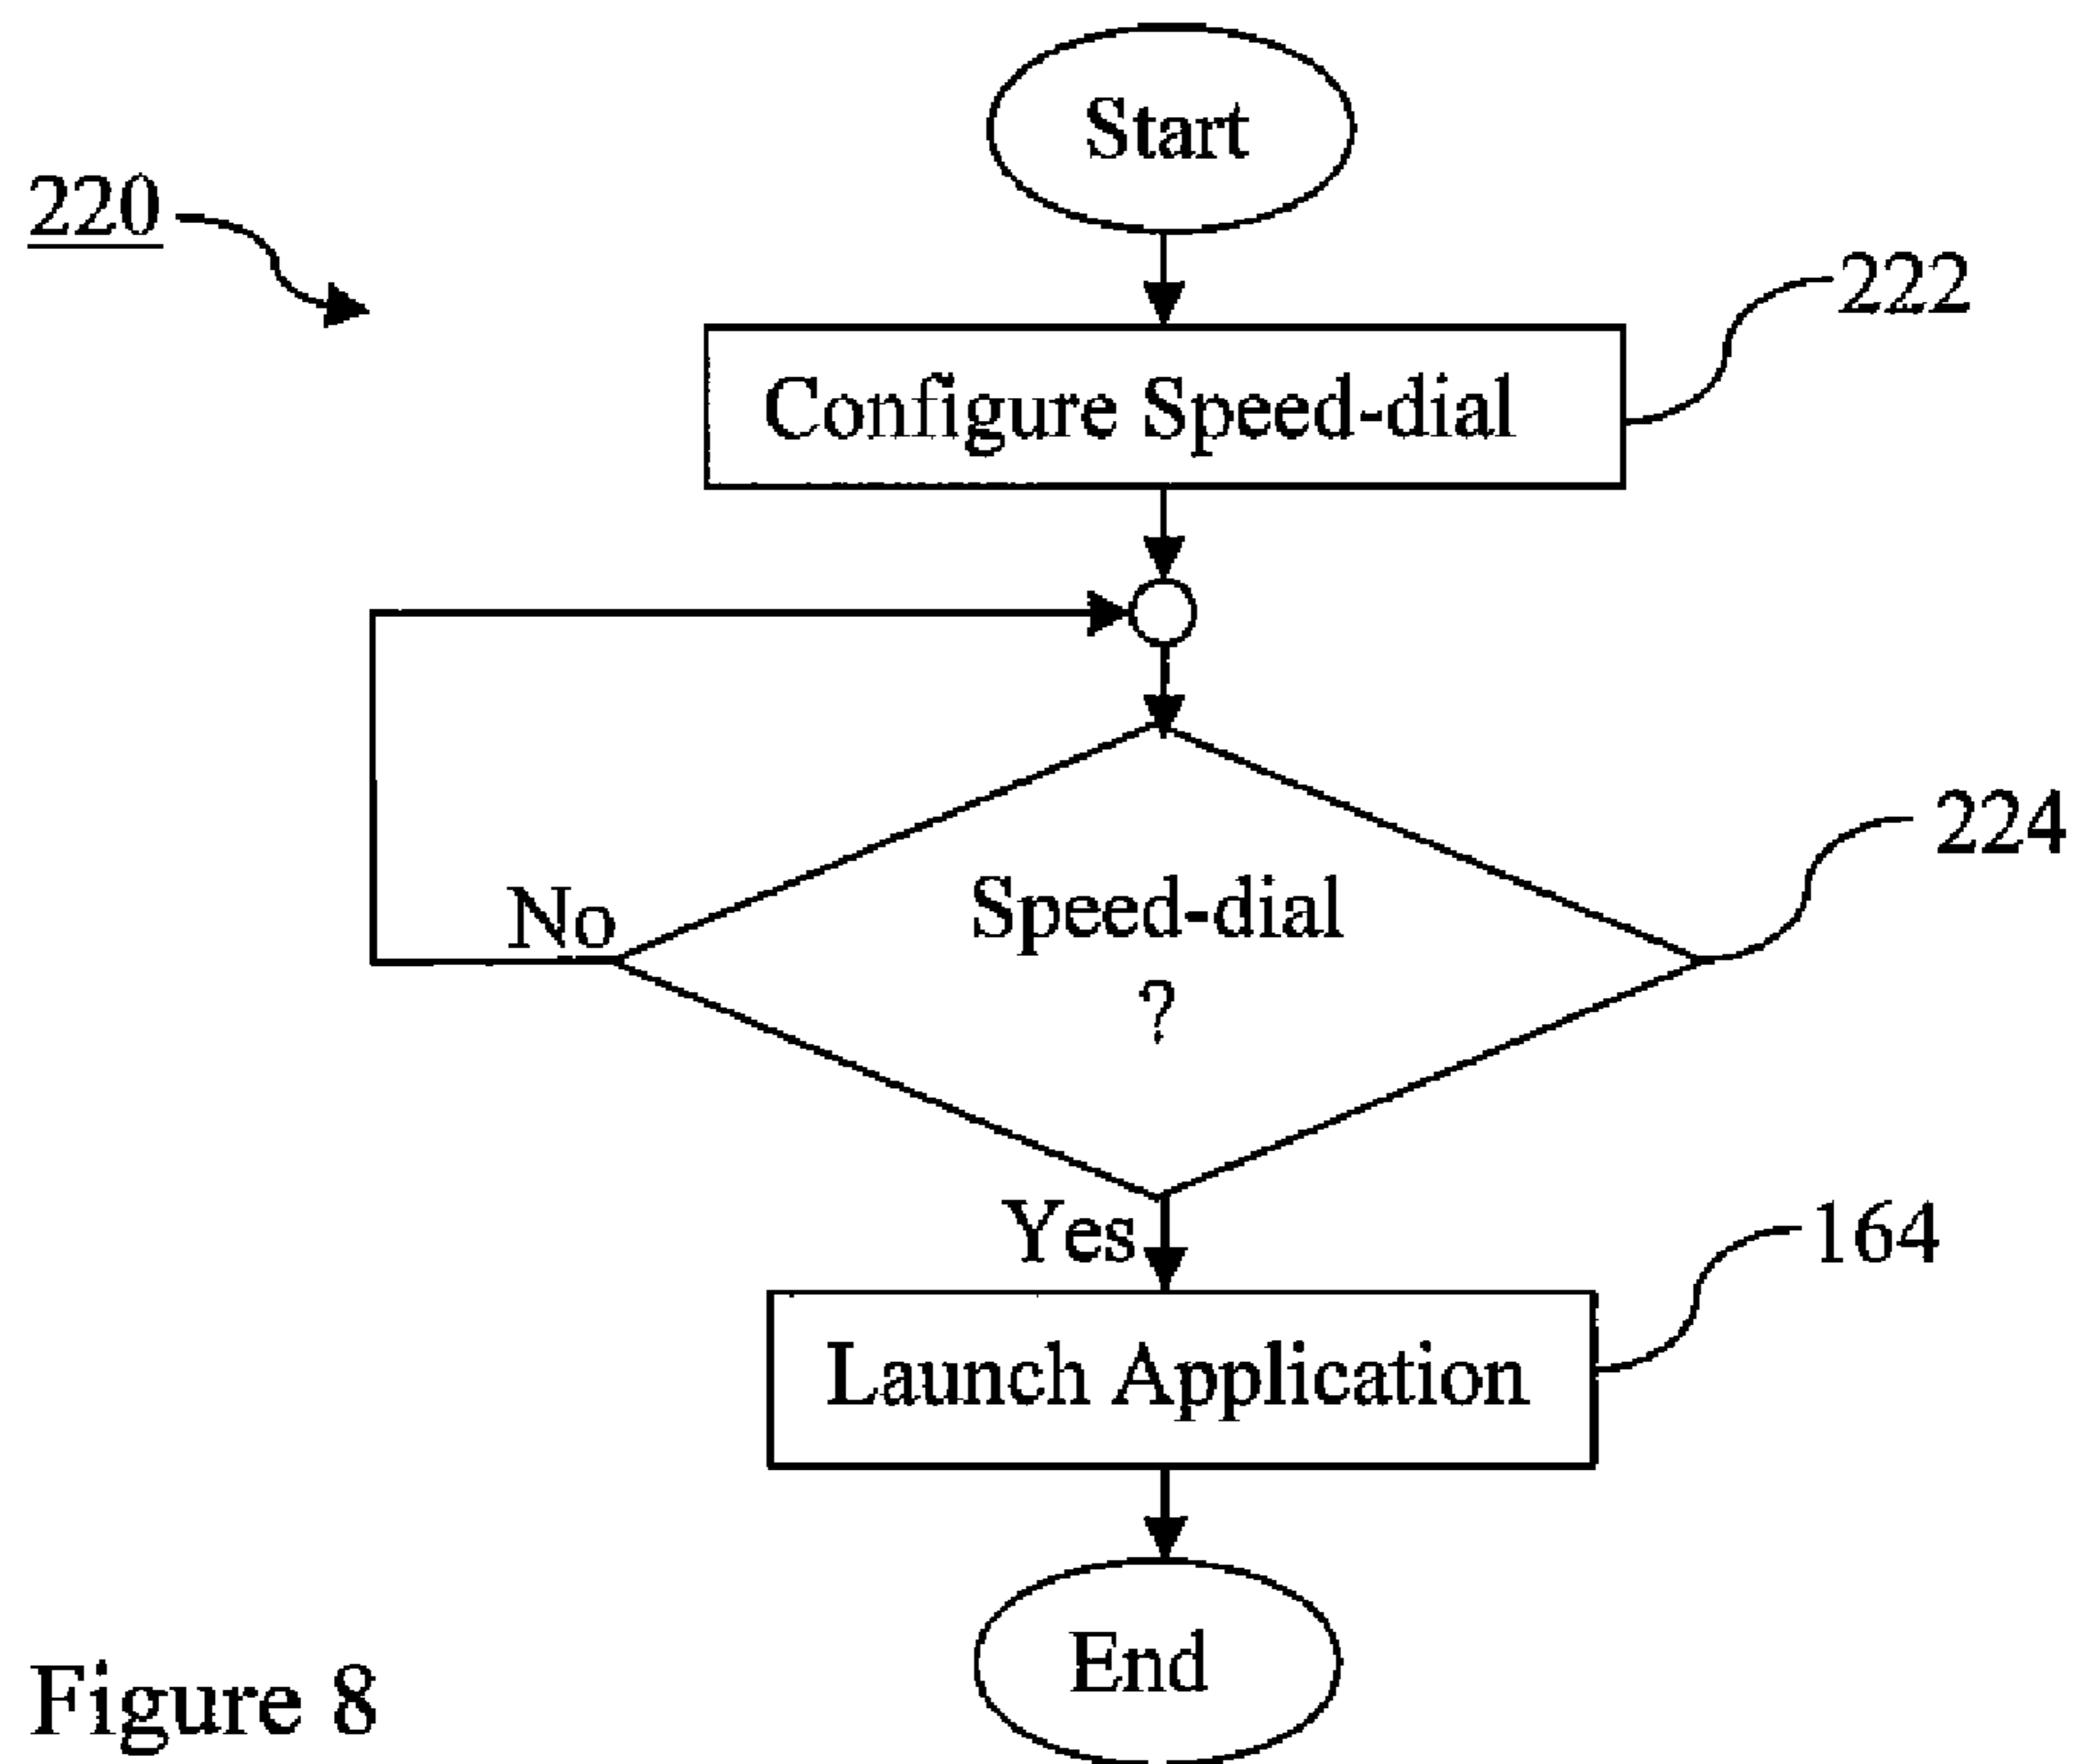 Start
220
222
Configure Speed-dial
224
No
Speed-dial
?
Yes
164
Launch Application
End
Figure 8